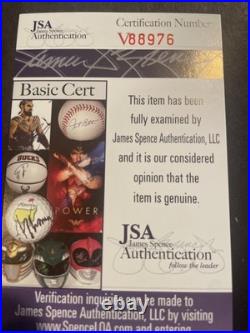 JSA
James Spence
Authentication
Certification Number
V88976
Basic Cert
This item has been
fully examined by
James Spence Authentication, LLC
and it is our considered
opinion that the
item is genuine.
BUCKS
POWER
JSA
James Spence
Authentication
follow the leader
Verification inquiries may be made to
James Spence Authentication, LLC by visiting
www.SpenceLOA.com and entering